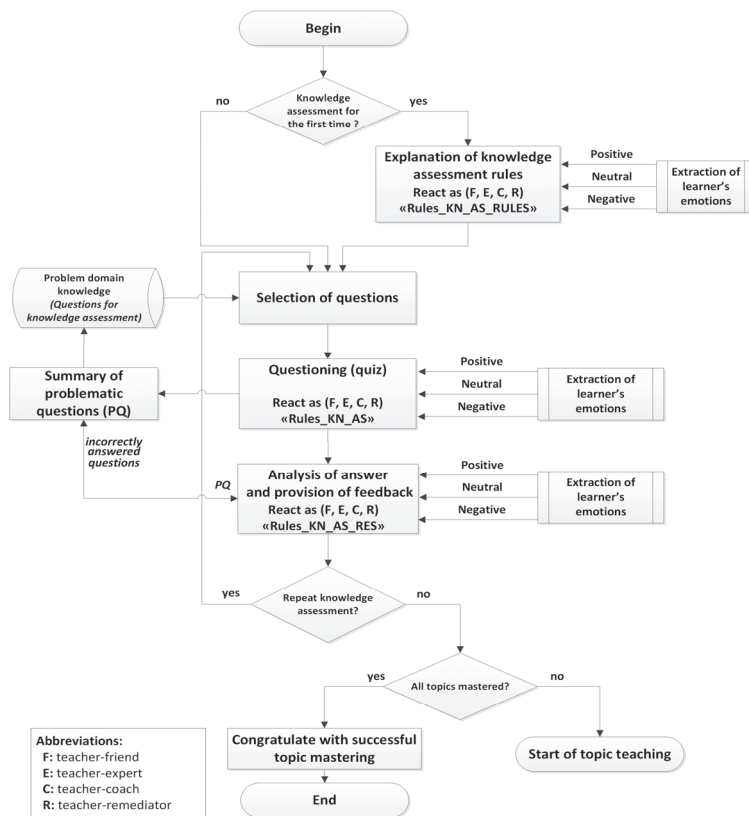 Begin
Knowledge
assessment for
the first time ?
no
yes
Explanation of knowledge
assessment rules
React as (F, E, C, R)
«Rules_KN_AS_RULES»
Positive
Neutral
Negative
Extraction of
learner's
emotions
Problem domain
knowledge
(Questions for
knowledge assessment)
Selection of questions
Summary of
problematic
questions (PQ)
Questioning (quiz)
React as (F, E, C, R)
«Rules_KN_AS»
Positive
Neutral
Negative
Extraction of
learner's
emotions
incorrectly
answered
questions
PQ
Analysis of answer
and provision of feedback
React as (F, E, C, R)
«Rules_KN_AS_RES»
Positive
Neutral
Negative
Extraction of
learner's
emotions
yes
Repeat knowledge
assessment?
no
yes
All topics mastered?
no
Congratulate with successful
topic mastering
Start of topic teaching
End
Abbreviations:
F: teacher-friend
E: teacher-expert
C: teacher-coach
R: teacher-remediator